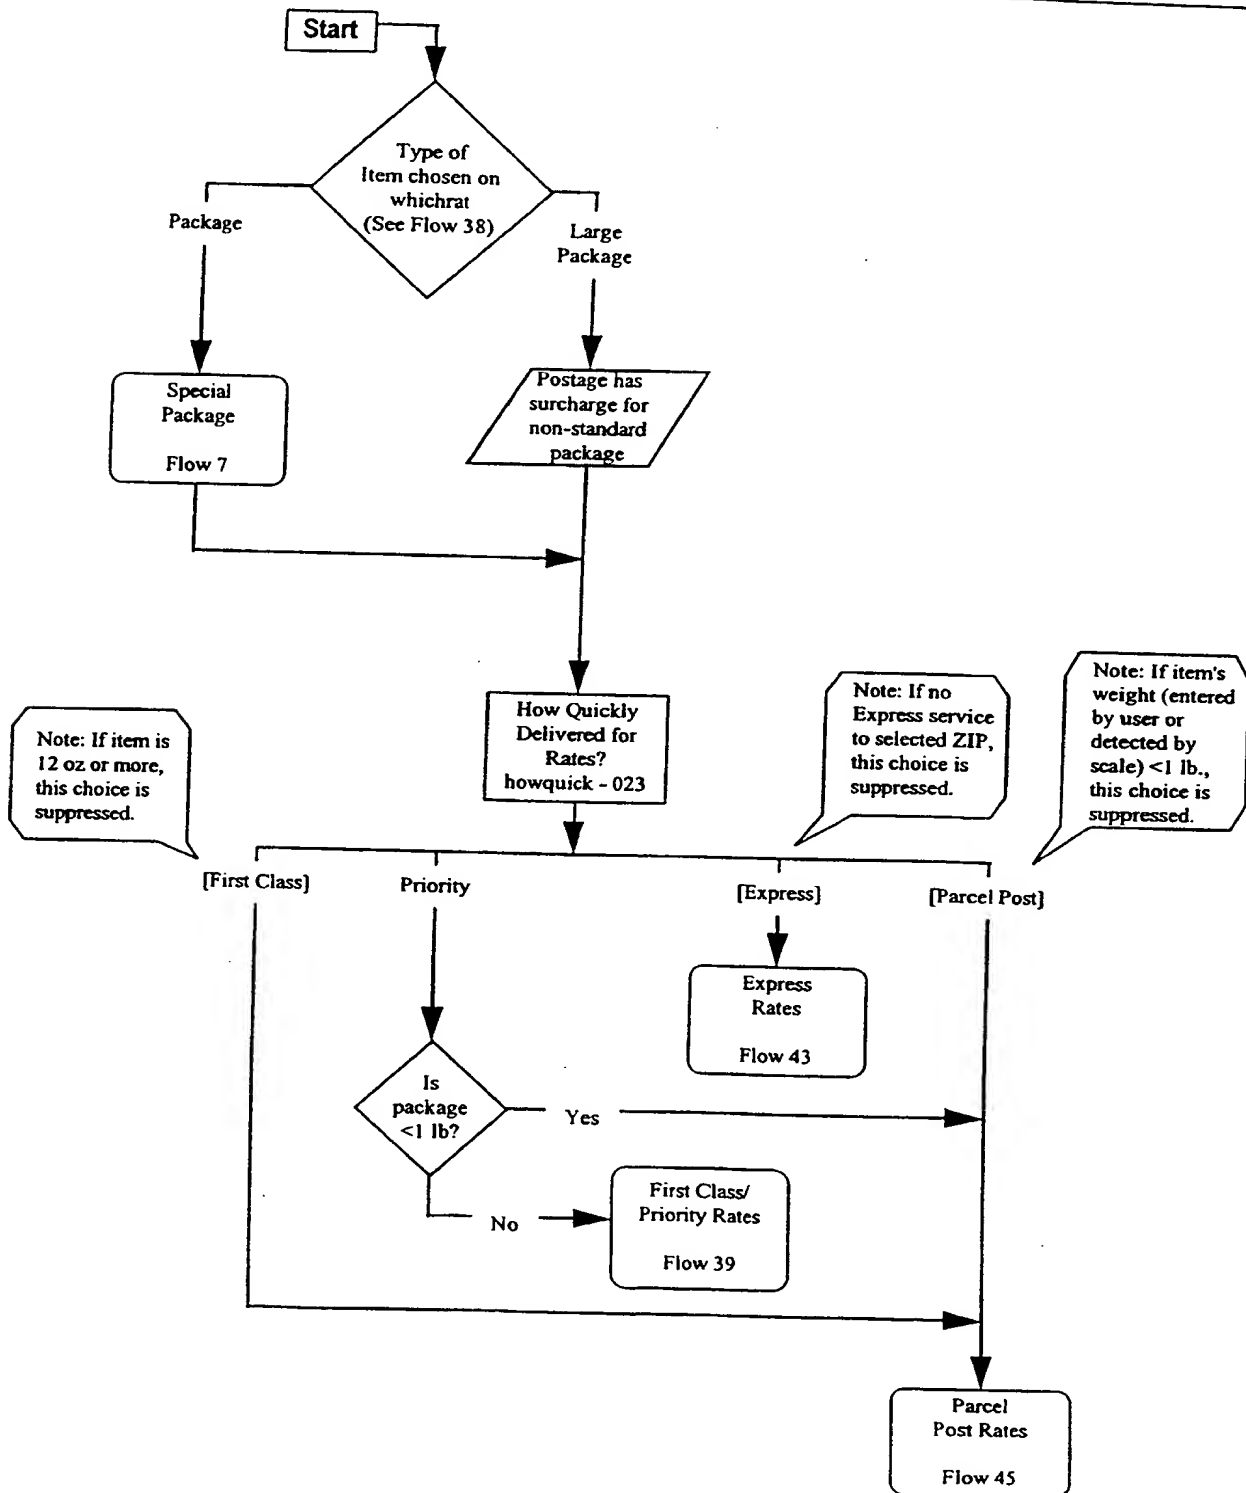 Start
Type of
Item chosen on
whichrat
(See Flow 38)
Package
Large
Package
Special
Package
Flow 7
Postage has
surcharge for
non-standard
package
How Quickly
Delivered for
Rates?
howquick - 023
Note: If item is
12 oz or more,
this choice is
suppressed.
Note: If no
Express service
to selected ZIP,
this choice is
suppressed.
Note: If item's
weight (entered
by user or
detected by
scale) <1 lb.,
this choice is
suppressed.
[First Class]
Priority
[Express]
[Parcel Post]
Express
Rates
Flow 43
Is
package
<1 lb?
Yes
No
First Class/
Priority Rates
Flow 39
Parcel
Post Rates
Flow 45